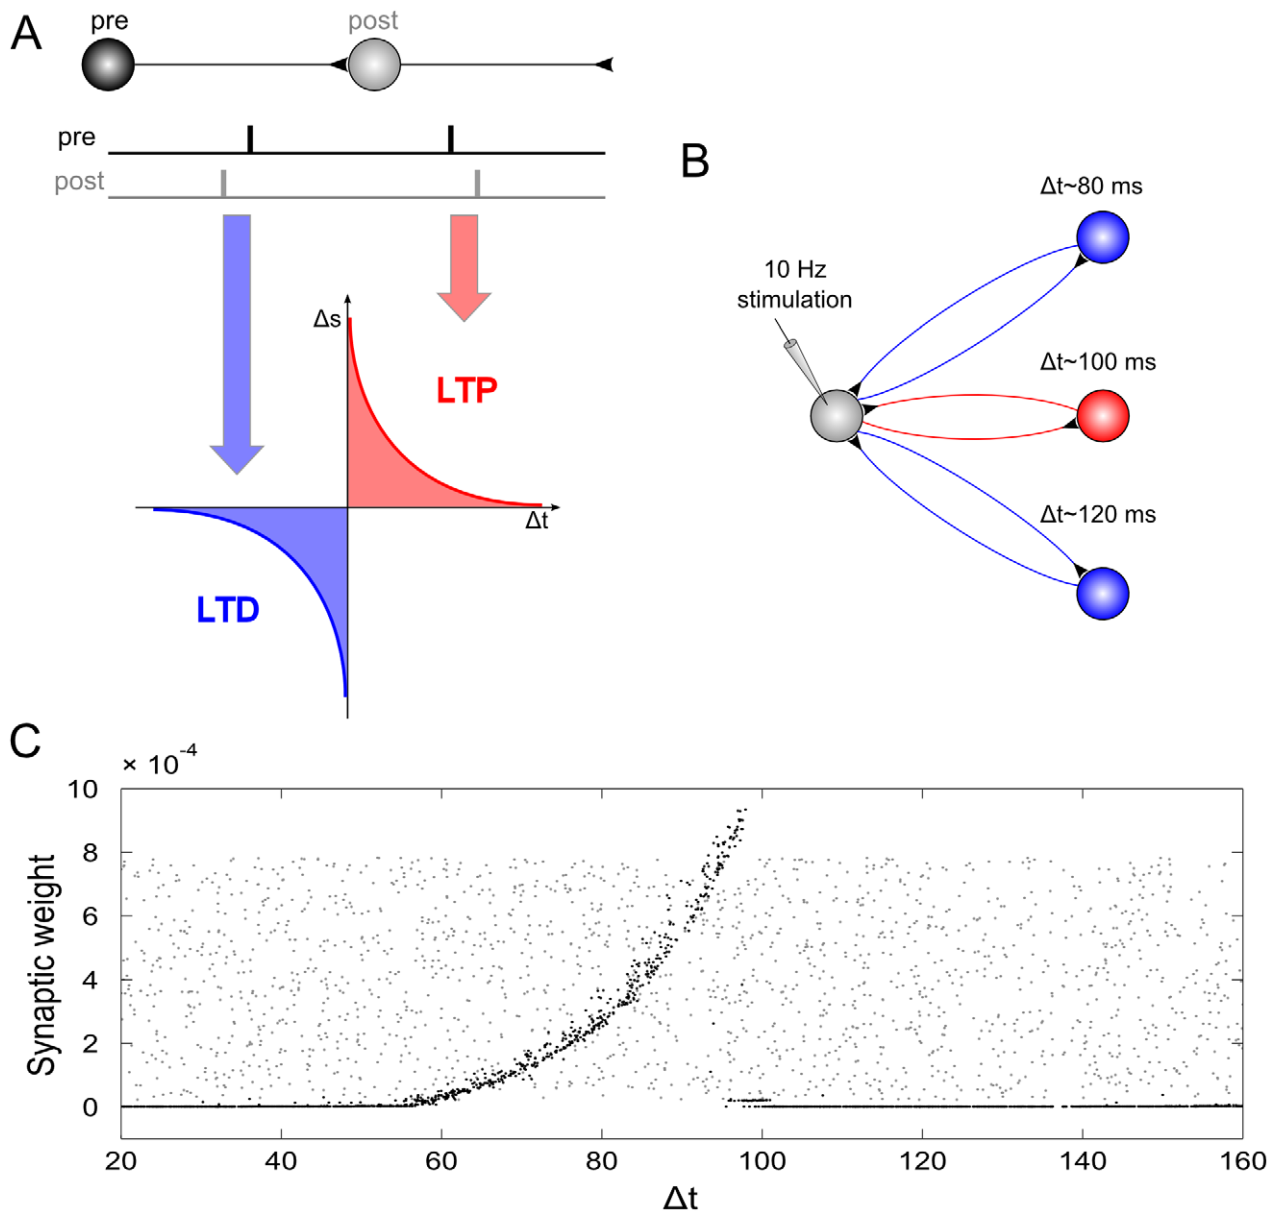 A
pre
post
pre
post
Δs
LTP
Δt
LTD
B
Δt~80 ms
10 Hz
stimulation
Δt~100 ms
Δt~120 ms
C
× 10⁻⁴
10
8
6
4
2
0
Synaptic weight
20 40 60 80 100 120 140 160
Δt